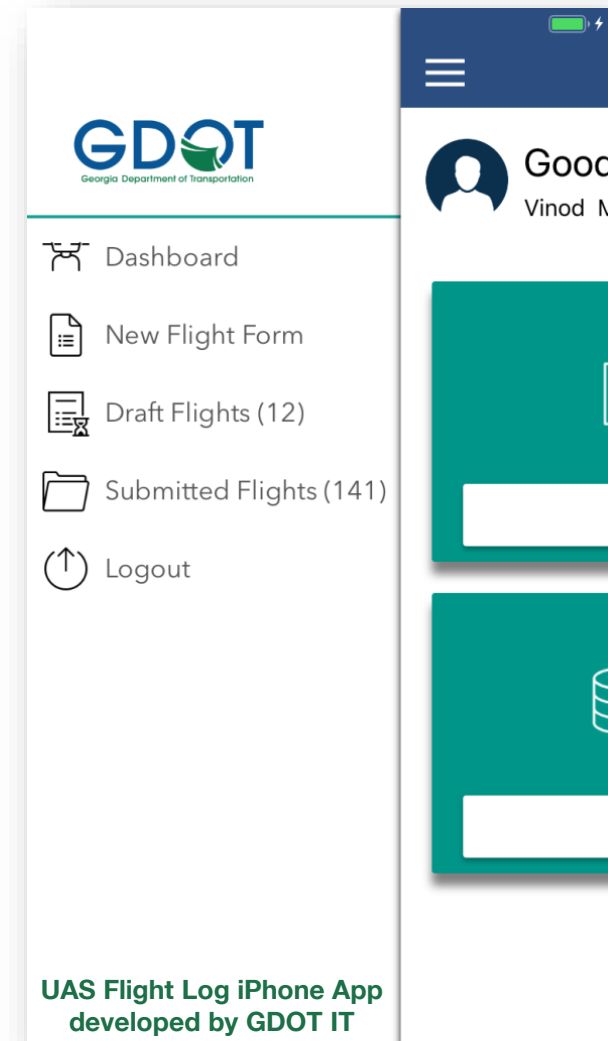 GDOT
Georgia Department of Transportation
Dashboard
New Flight Form
Draft Flights (12)
Submitted Flights (141)
Logout
UAS Flight Log iPhone App
developed by GDOT IT
Good
Vinod M